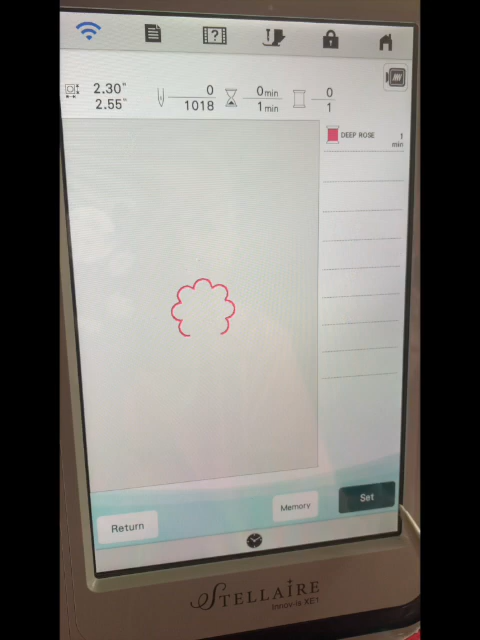 2.30"
2.55"
0
1018
0min
1min
0
1
DEEP ROSE
1
min
Memory
Set
Return
STELLAIRE
Innov-is XE1